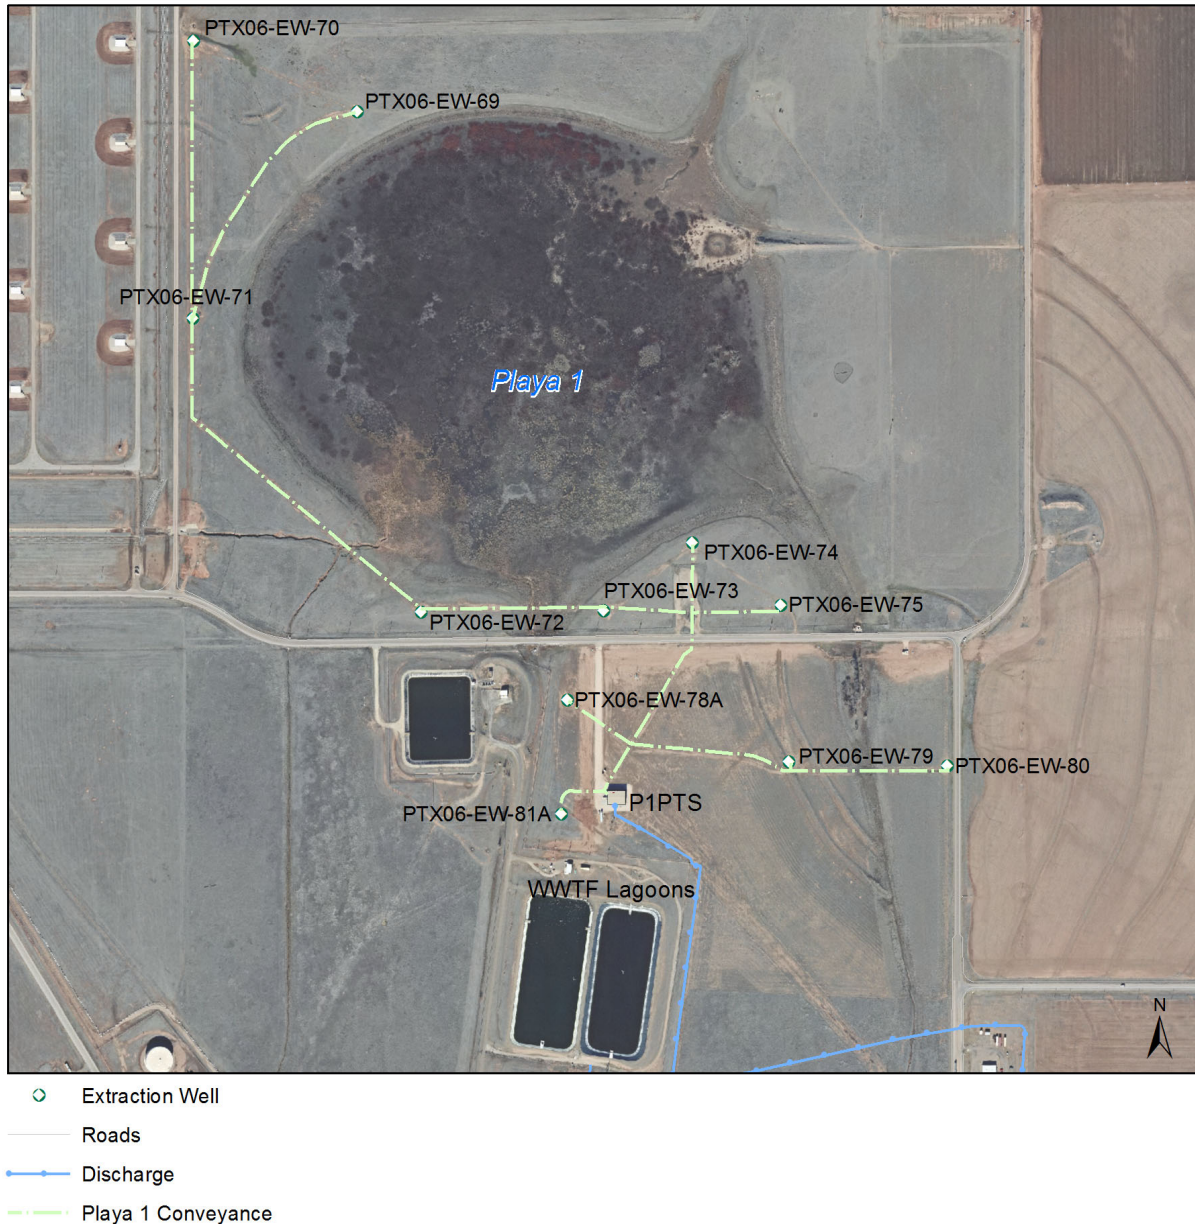 PTX06-EW-70
PTX06-EW-69
PTX06-EW-71
Playa 1
PTX06-EW-74
PTX06-EW-73
PTX06-EW-75
PTX06-EW-72
PTX06-EW-78A
PTX06-EW-79
PTX06-EW-80
P1PTS
PTX06-EW-81A
WWTF Lagoons
N
Extraction Well
Roads
Discharge
Playa 1 Conveyance